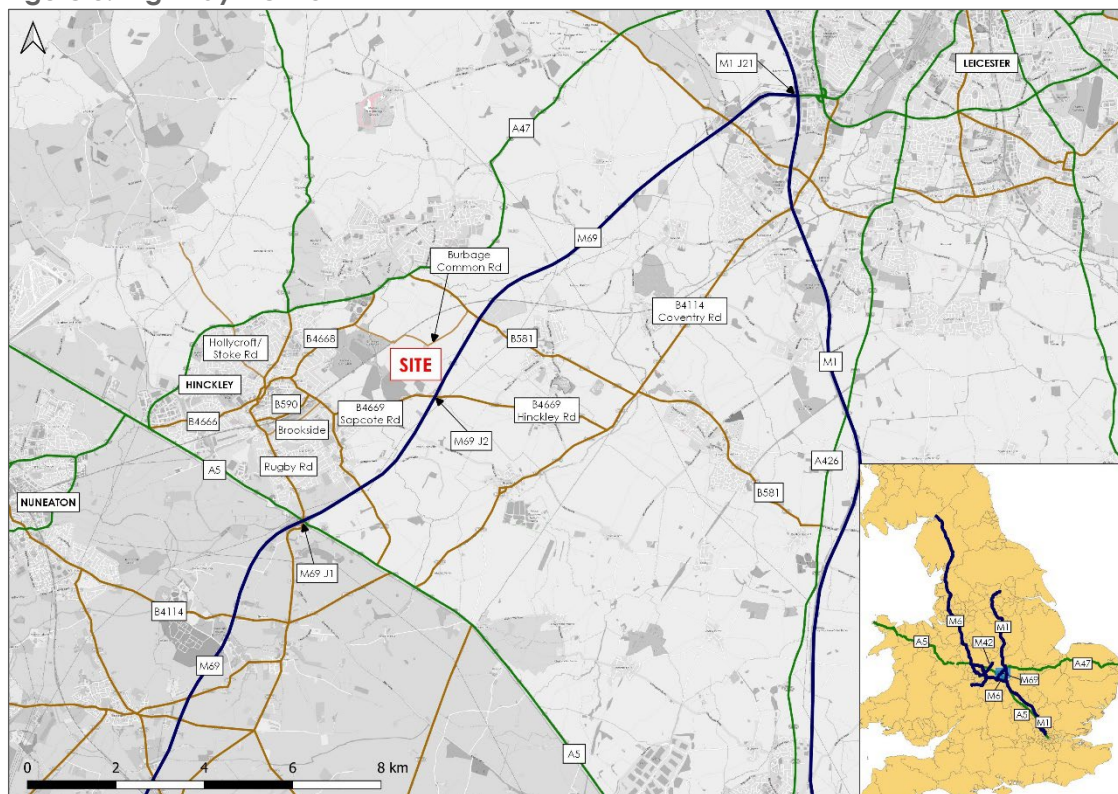 M1 J21
LEICESTER
A47
M69
Burbage
Common Rd
B4114
Coventry Rd
Hollycroft/
Stoke Rd
B4668
B581
SITE
M1
HINCKLEY
B590
B4669
Sapcote Rd
B4669
Hinckley Rd
B4666
Brookside
M69 J2
A5
Rugby Rd
A426
NUNEATON
B581
M69 J1
B4114
M69
A5
0 2 4 6 8 km
M6
M1
A5
M42
A47
M69
M6
A5
M1